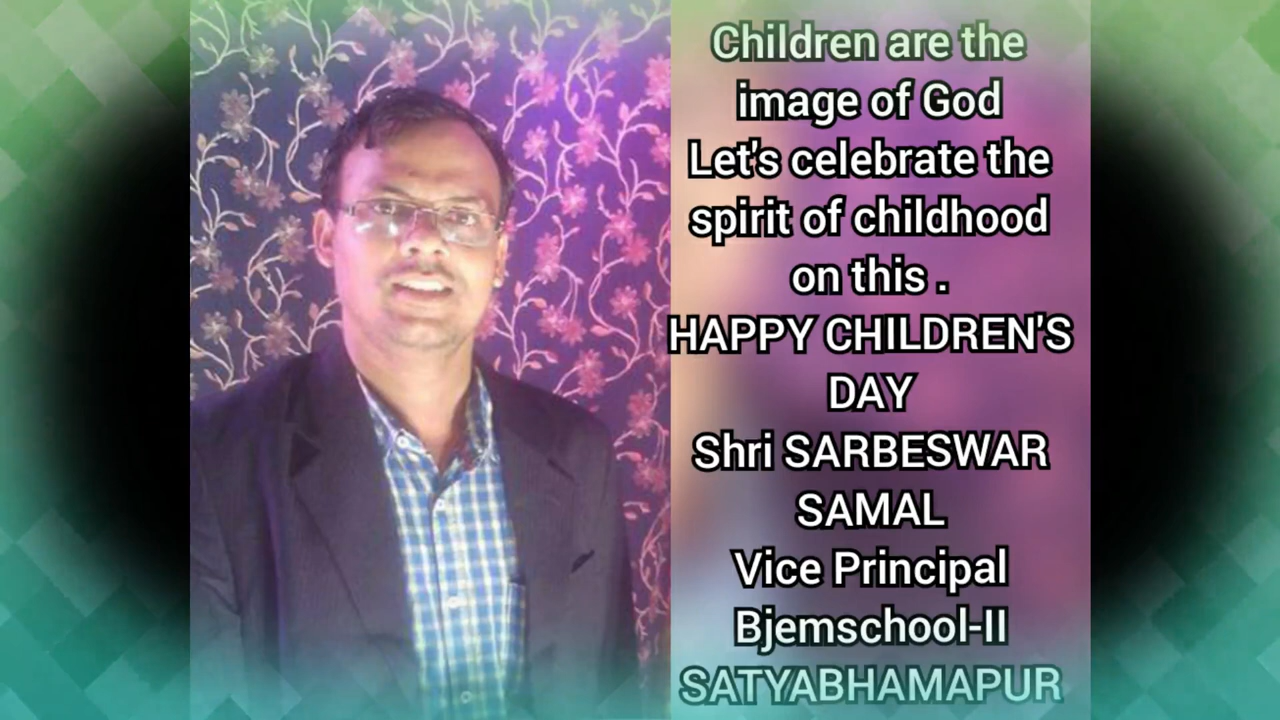 Children are the
image of God
Let's celebrate the
spirit of childhood
on this .
HAPPY CHILDREN'S
DAY
Shri SARBESWAR
SAMAL
Vice Principal
Bjemschool-II
SATYABHAMAPUR